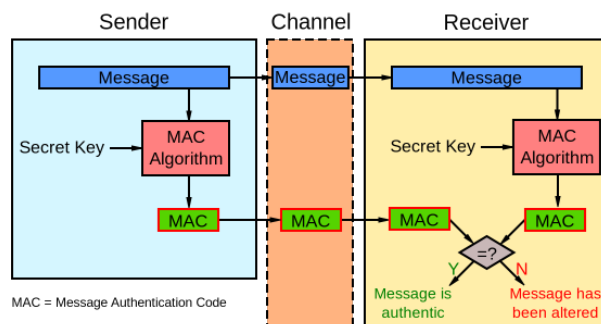 Sender
Channel
Receiver
Message
Message
Message
Secret Key
MAC
Algorithm
Secret Key
MAC
Algorithm
MAC
MAC
MAC
MAC
=?
Y
N
Message is
authentic
Message has
been altered
MAC = Message Authentication Code